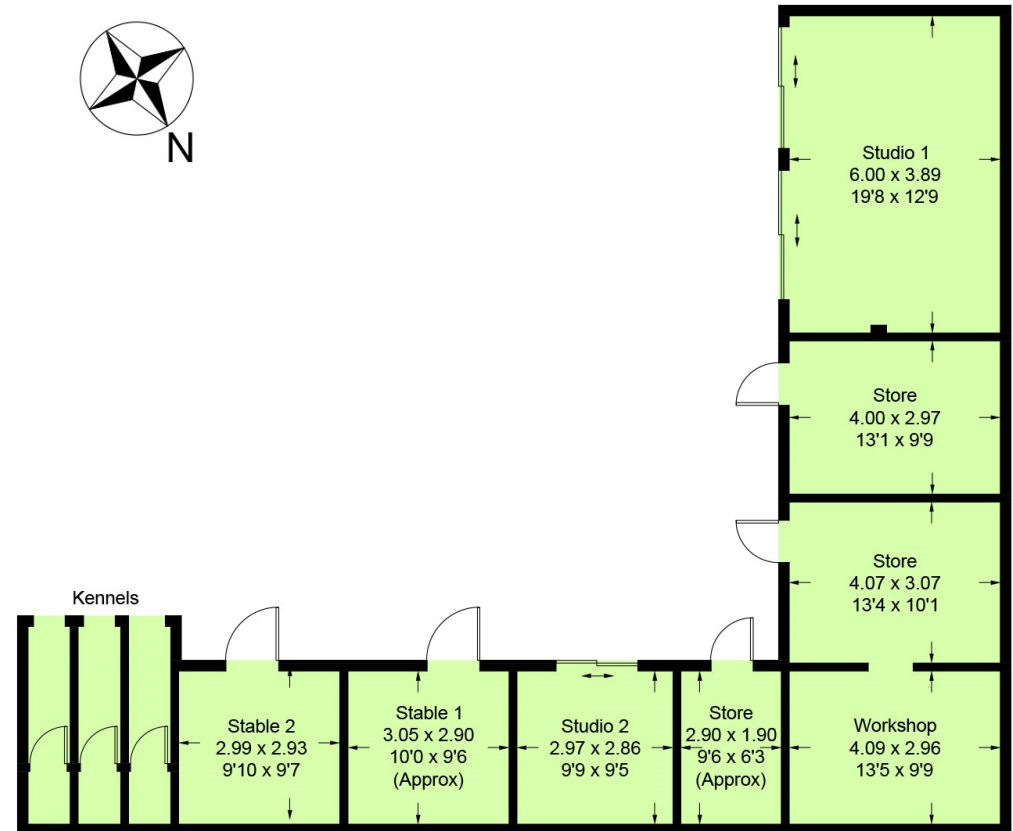 N
Studio 1
6.00 x 3.89
19'8 x 12'9
Store
4.00 x 2.97
13'1 x 9'9
Store
4.07 x 3.07
13'4 x 10'1
Kennels
Stable 2
2.99 x 2.93
9'10 x 9'7
Stable 1
3.05 x 2.90
10'0 x 9'6
(Approx)
Studio 2
2.97 x 2.86
9'9 x 9'5
Store
2.90 x 1.90
9'6 x 6'3
(Approx)
Workshop
4.09 x 2.96
13'5 x 9'9